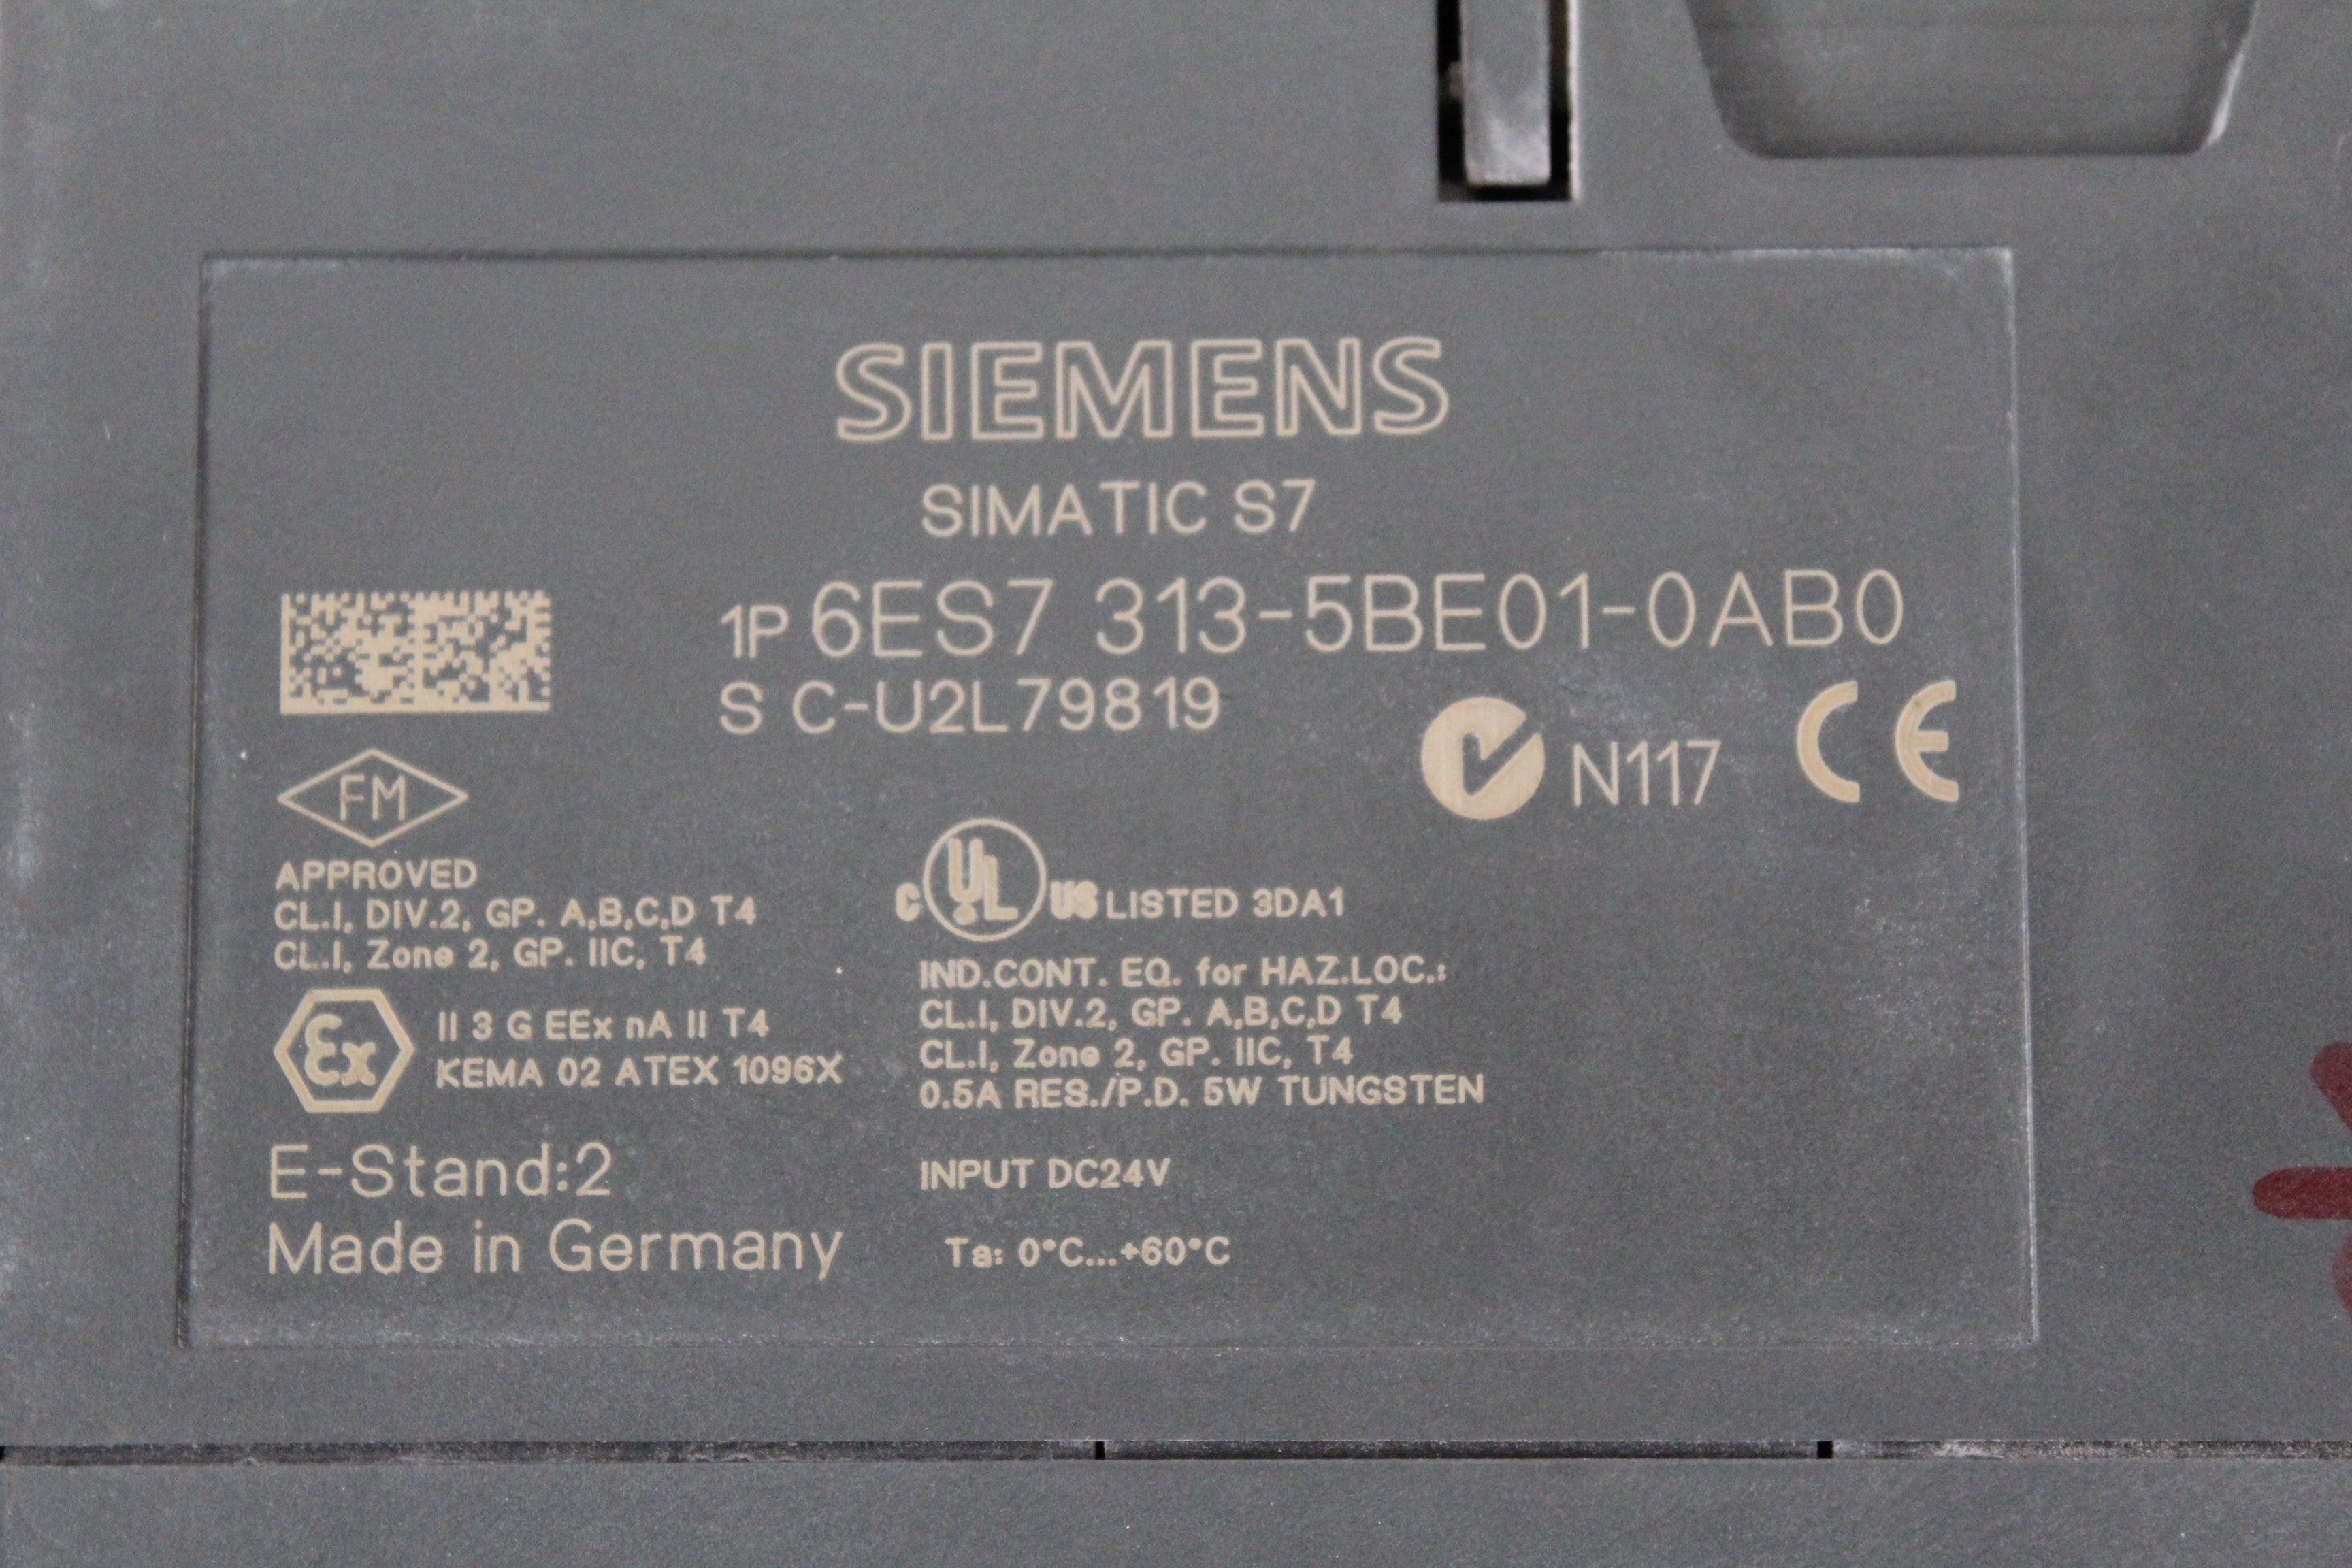 SIEMENS
SIMATIC S7
1P 6ES7 313-5BE01-0AB0
S C-U2L79819
N117 CE
FM
APPROVED
CL.I, DIV.2, GP. A,B,C,D T4
CL.I, Zone 2, GP. IIC, T4
Ex
II 3 G EEx nA II T4
KEMA 02 ATEX 1096X
E-Stand:2
Made in Germany
C UL US LISTED 3DA1
IND.CONT. EQ. for HAZ.LOC.:
CL.I, DIV.2, GP. A,B,C,D T4
CL.I, Zone 2, GP. IIC, T4
0.5A RES./P.D. 5W TUNGSTEN
INPUT DC24V
Ta: 0°C...+60°C